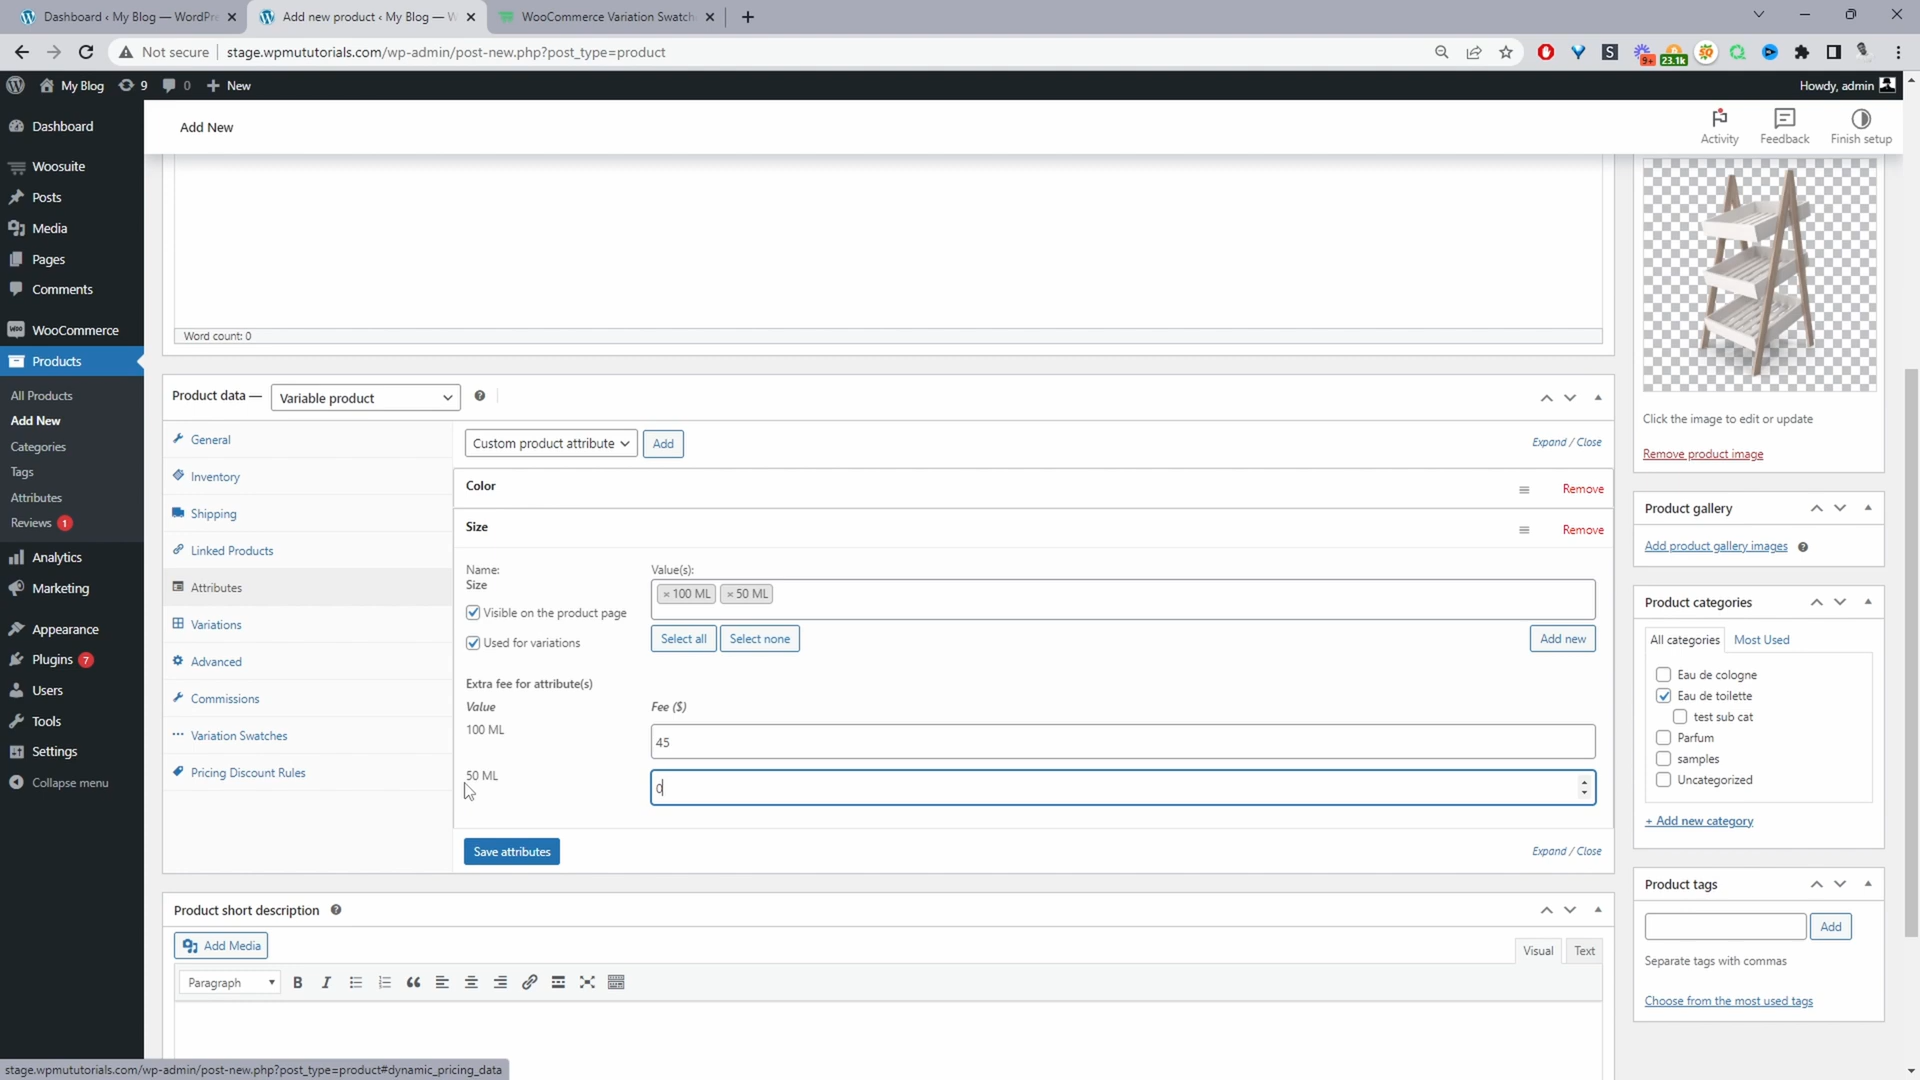 Dashboard ‹ My Blog — WordPre
Add new product ‹ My Blog — W
WooCommerce Variation Swatch
Not secure
stage.wpmututorials.com/wp-admin/post-new.php?post_type=product
9+
23.1k
My Blog
9
0
New
Howdy, admin
Dashboard
Woosuite
Posts
Media
Pages
Comments
WooCommerce
Products
All Products
Add New
Categories
Tags
Attributes
Reviews 1
Analytics
Marketing
Appearance
Plugins 7
Users
Tools
Settings
Collapse menu
Add New
Activity
Feedback
Finish setup
Word count: 0
Product data —
Variable product
General
Inventory
Shipping
Linked Products
Attributes
Variations
Advanced
Commissions
Variation Swatches
Pricing Discount Rules
Custom product attribute
Add
Expand / Close
Color
Remove
Size
Remove
Name:
Size
Visible on the product page
Used for variations
Value(s):
× 100 ML × 50 ML
Select all
Select none
Add new
Extra fee for attribute(s)
Value
Fee ($)
100 ML
45
50 ML
0
Save attributes
Expand / Close
Product short description
Add Media
Visual
Text
Paragraph
B
I
Click the image to edit or update
Remove product image
Product gallery
Add product gallery images
Product categories
All categories
Most Used
Eau de cologne
Eau de toilette
test sub cat
Parfum
samples
Uncategorized
+ Add new category
Product tags
Add
Separate tags with commas
Choose from the most used tags
stage.wpmututorials.com/wp-admin/post-new.php?post_type=product#dynamic_pricing_data